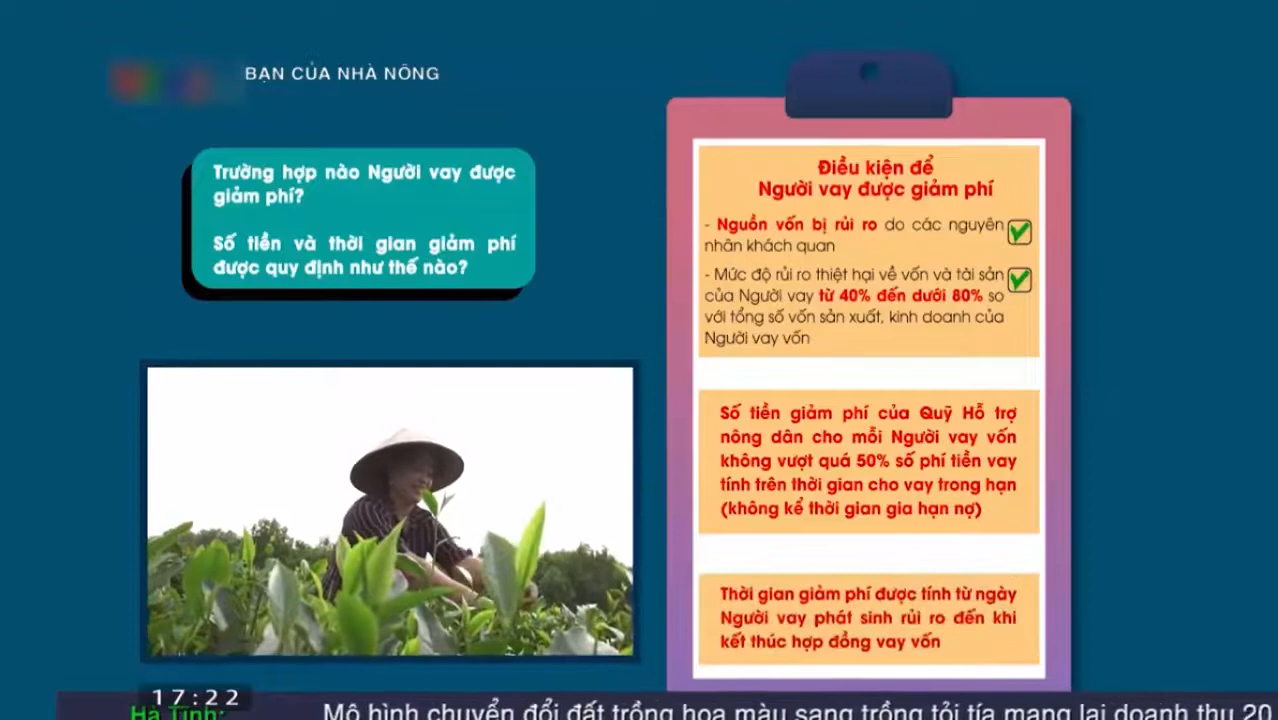 BẠN CỦA NHÀ NÔNG
Trường hợp nào Người vay được
giảm phí?
Số tiền và thời gian giảm phí
được quy định như thế nào?
Điều kiện để
Người vay được giảm phí
- Nguồn vốn bị rủi ro do các nguyên
nhân khách quan
- Mức độ rủi ro thiệt hại về vốn và tài sản
của Người vay từ 40% đến dưới 80% so
với tổng số vốn sản xuất, kinh doanh của
Người vay vốn
Số tiền giảm phí của Quỹ Hỗ trợ
nông dân cho mỗi Người vay vốn
không vượt quá 50% số phí tiền vay
tính trên thời gian cho vay trong hạn
(không kể thời gian gia hạn nợ)
Thời gian giảm phí được tính từ ngày
Người vay phát sinh rủi ro đến khi
kết thúc hợp đồng vay vốn
17:22
Hà Tĩnh: Mô hình chuyển đổi đất trồng hoa màu sang trồng tỏi tía mang lại doanh thu 20